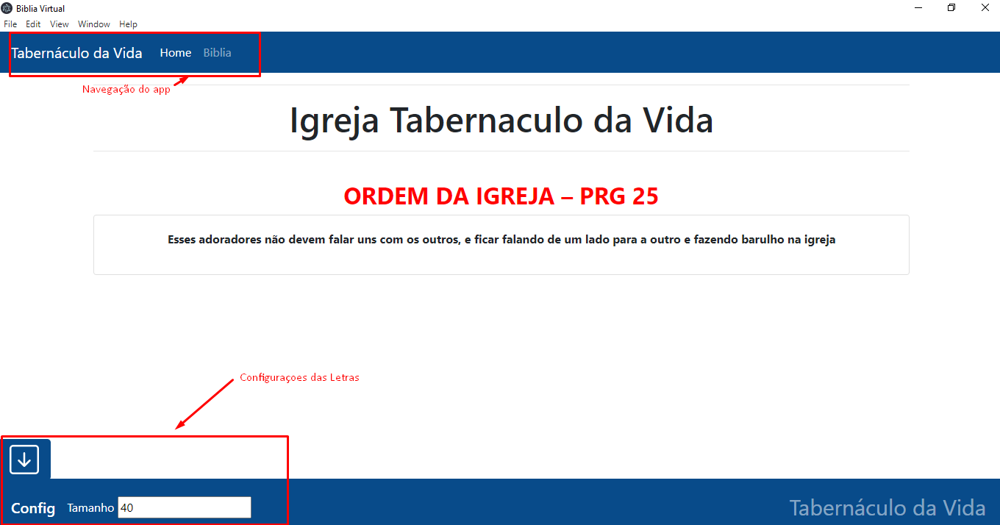 Biblia Virtual
File Edit View Window Help
Tabernáculo da Vida Home Biblia
Navegação do app
Igreja Tabernaculo da Vida
ORDEM DA IGREJA – PRG 25
Esses adoradores não devem falar uns com os outros, e ficar falando de um lado para a outro e fazendo barulho na igreja
Configuraçoes das Letras
Config Tamanho 40
Tabernáculo da Vida